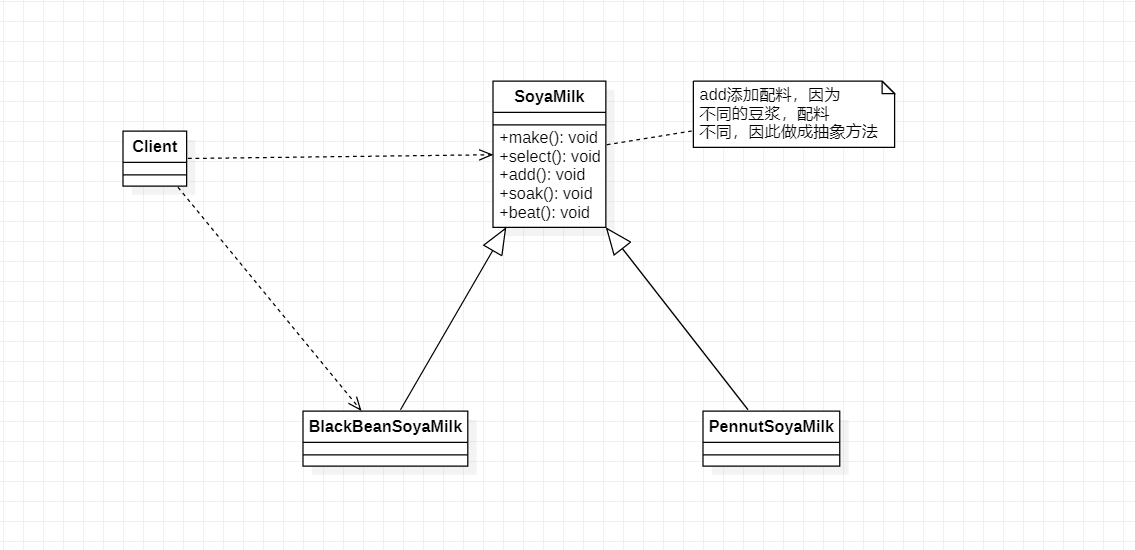 SoyaMilk
+make(): void
+select(): void
+add(): void
+soak(): void
+beat(): void
add添加配料，因为
不同的豆浆，配料
不同，因此做成抽象方法
Client
BlackBeanSoyaMilk
PennutSoyaMilk